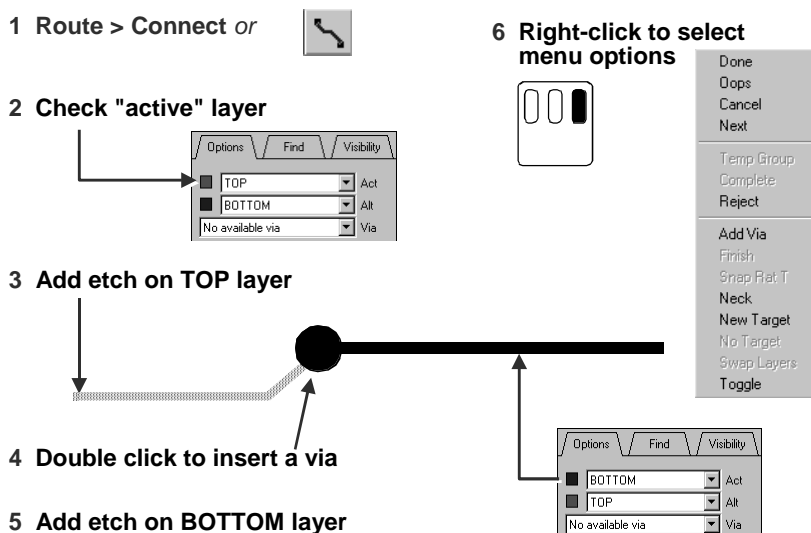 1 Route > Connect or
2 Check "active" layer
Options Find Visibility
TOP Act
BOTTOM Alt
No available via Via
3 Add etch on TOP layer
4 Double click to insert a via
5 Add etch on BOTTOM layer
Options Find Visibility
BOTTOM Act
TOP Alt
No available via Via
6 Right-click to select
menu options
Done
Oops
Cancel
Next
Temp Group
Complete
Reject
Add Via
Finish
Snap Rat T
Neck
New Target
No Target
Swap Layers
Toggle